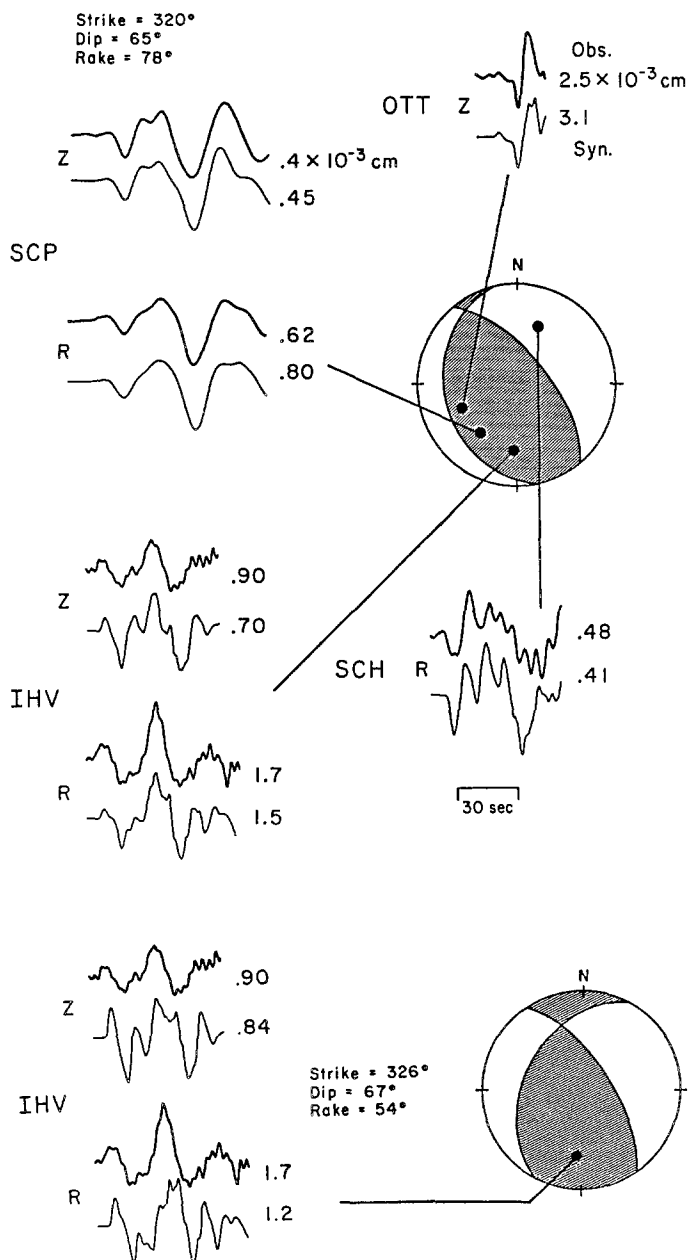 Strike = 320°
Dip = 65°
Rake = 78°
Obs.
OTT Z 2.5 × 10⁻³ cm
3.1
Syn.
Z .4 × 10⁻³ cm
.45
SCP
R .62
.80
N
Z .90
.70
IHV
R 1.7
1.5
SCH R .48
.41
30 sec
Z .90
.84
IHV
R 1.7
1.2
Strike = 326°
Dip = 67°
Rake = 54°
N